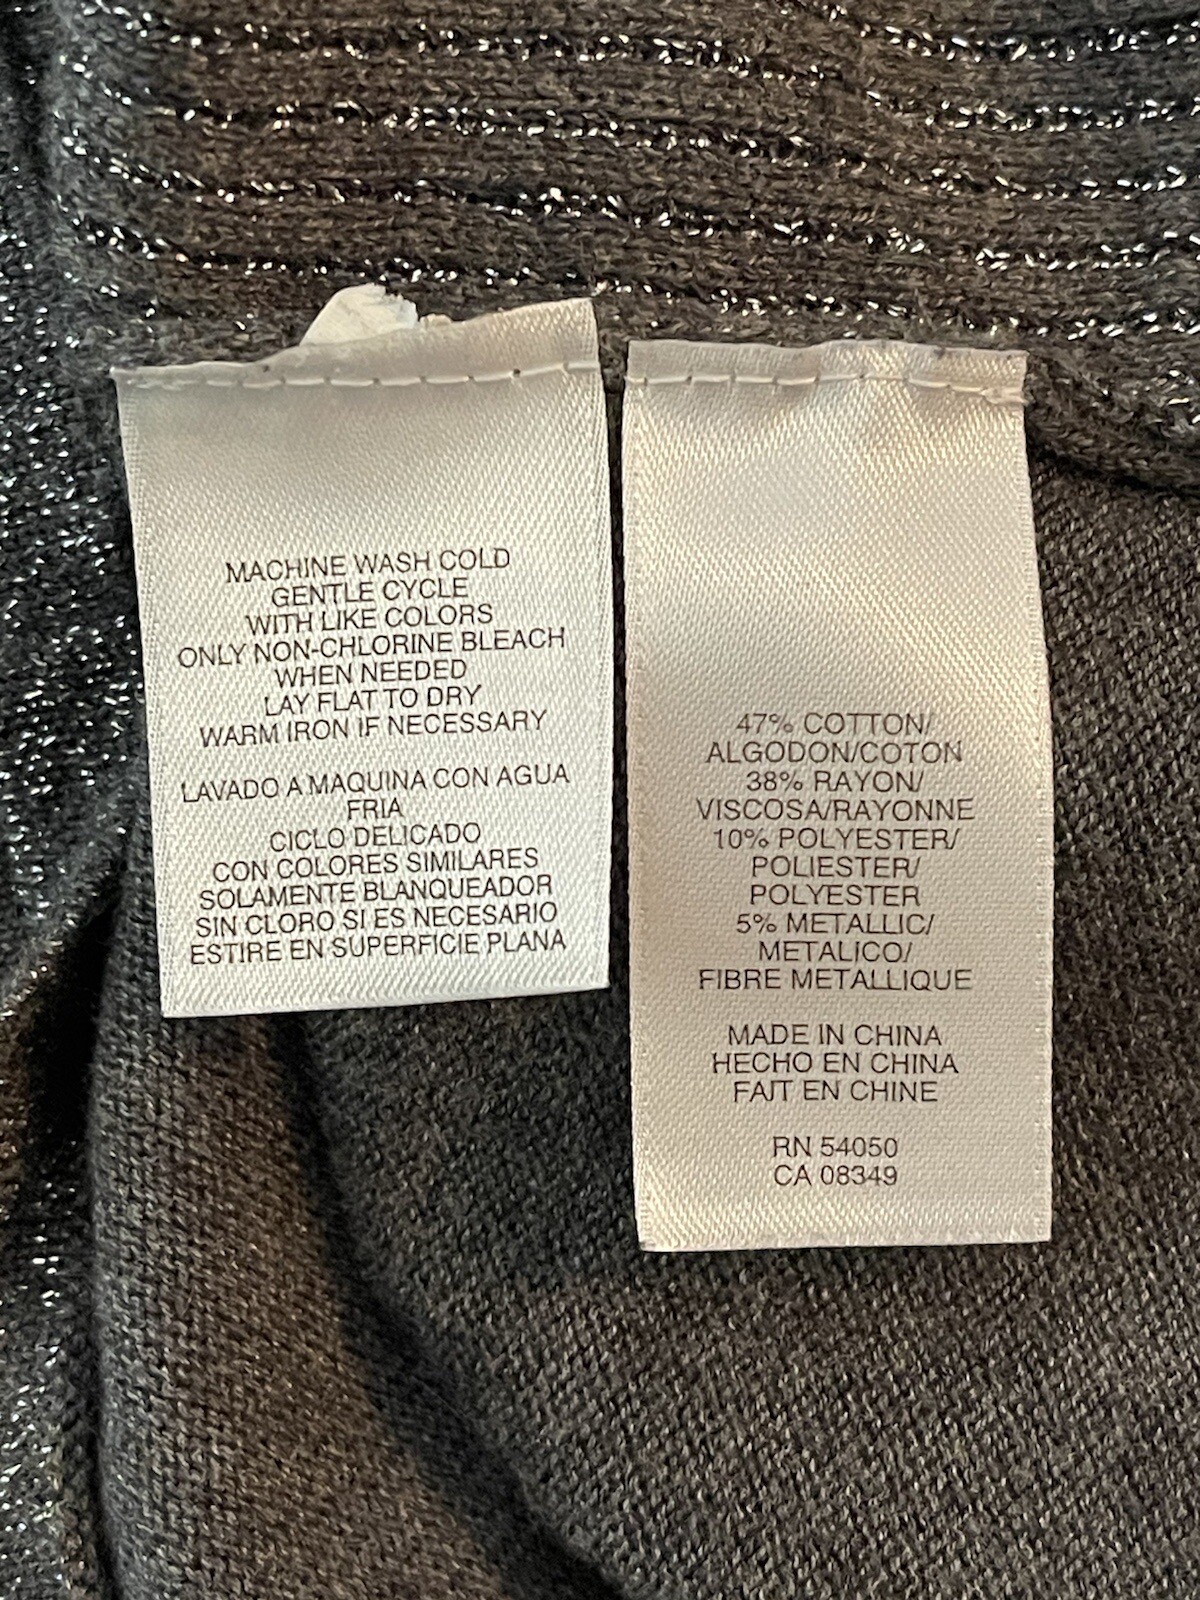 MACHINE WASH COLD
GENTLE CYCLE
WITH LIKE COLORS
ONLY NON-CHLORINE BLEACH
WHEN NEEDED
LAY FLAT TO DRY
WARM IRON IF NECESSARY
LAVADO A MAQUINA CON AGUA
FRIA
CICLO DELICADO
CON COLORES SIMILARES
SOLAMENTE BLANQUEADOR
SIN CLORO SI ES NECESARIO
ESTIRE EN SUPERFICIE PLANA
47% COTTON/
ALGODON/COTON
38% RAYON/
VISCOSA/RAYONNE
10% POLYESTER/
POLIESTER/
POLYESTER
5% METALLIC/
METALICO/
FIBRE METALLIQUE
MADE IN CHINA
HECHO EN CHINA
FAIT EN CHINE
RN 54050
CA 08349